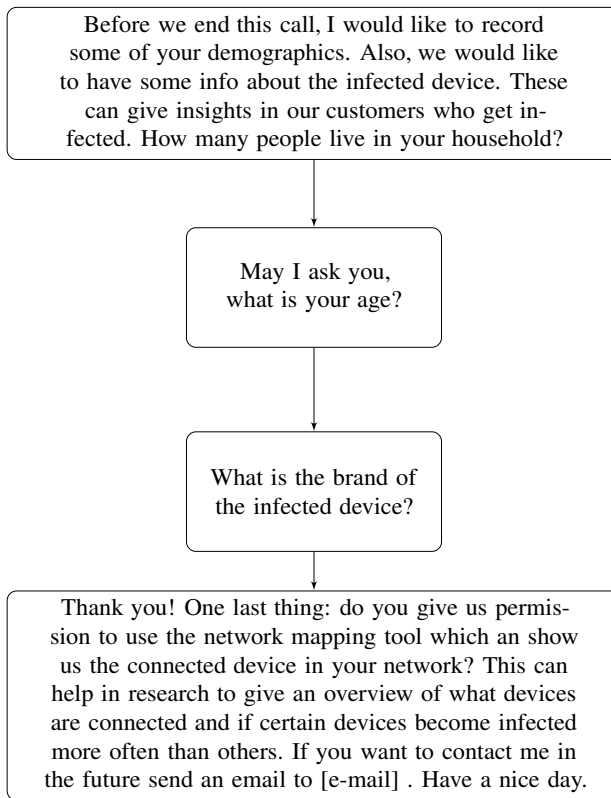 Before we end this call, I would like to record
some of your demographics. Also, we would like
to have some info about the infected device. These
can give insights in our customers who get in-
fected. How many people live in your household?
May I ask you,
what is your age?
What is the brand of
the infected device?
Thank you! One last thing: do you give us permis-
sion to use the network mapping tool which an show
us the connected device in your network? This can
help in research to give an overview of what devices
are connected and if certain devices become infected
more often than others. If you want to contact me in
the future send an email to [e-mail] . Have a nice day.